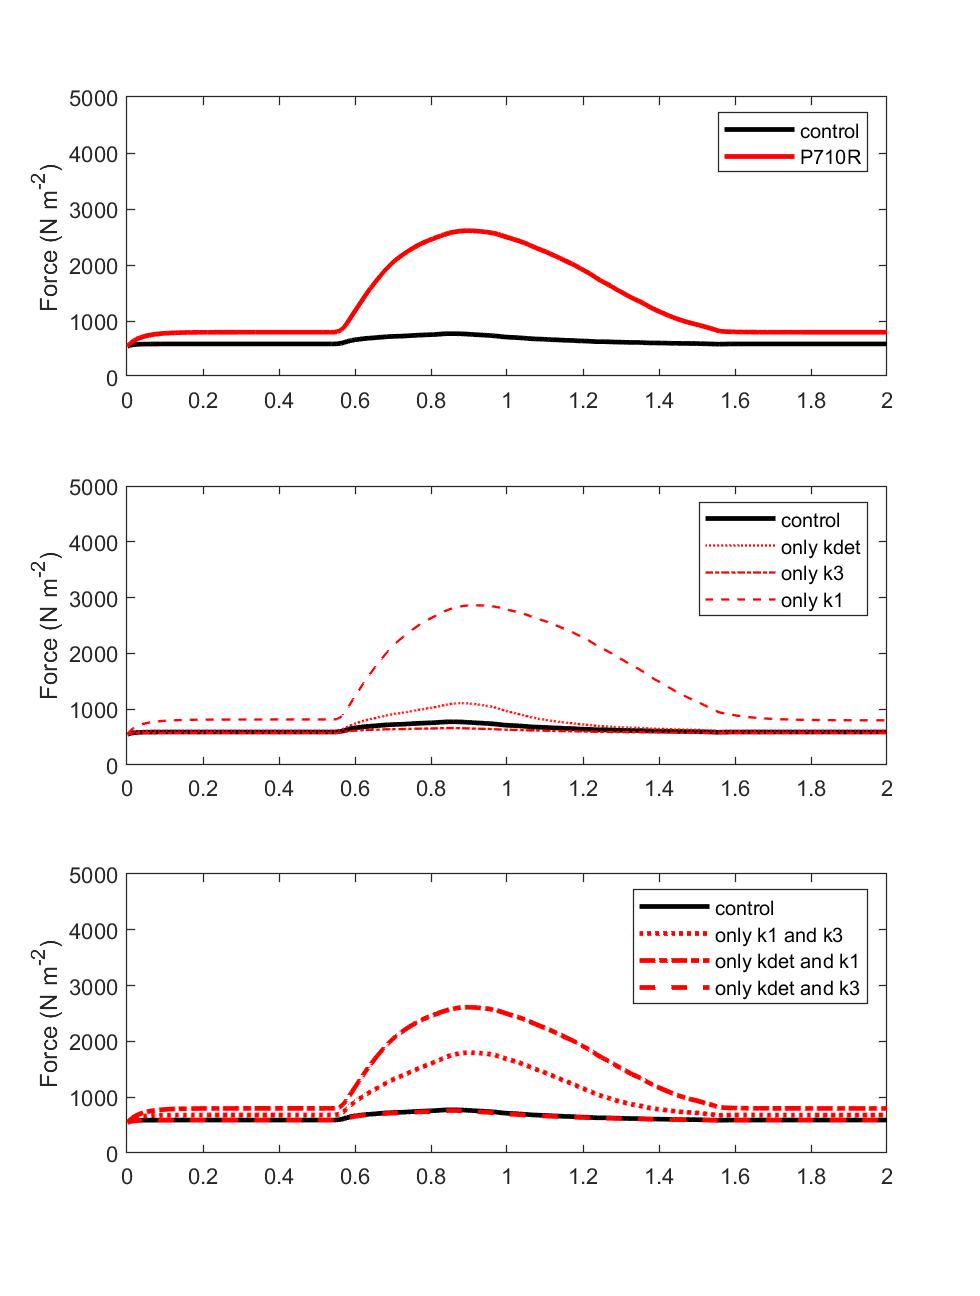 5000
4000
3000
2000
1000
0
Force (N m-2)
control
P710R
0 0.2 0.4 0.6 0.8 1 1.2 1.4 1.6 1.8 2
5000
4000
3000
2000
1000
0
Force (N m-2)
control
only kdet
only k3
only k1
0 0.2 0.4 0.6 0.8 1 1.2 1.4 1.6 1.8 2
5000
4000
3000
2000
1000
0
Force (N m-2)
control
only k1 and k3
only kdet and k1
only kdet and k3
0 0.2 0.4 0.6 0.8 1 1.2 1.4 1.6 1.8 2